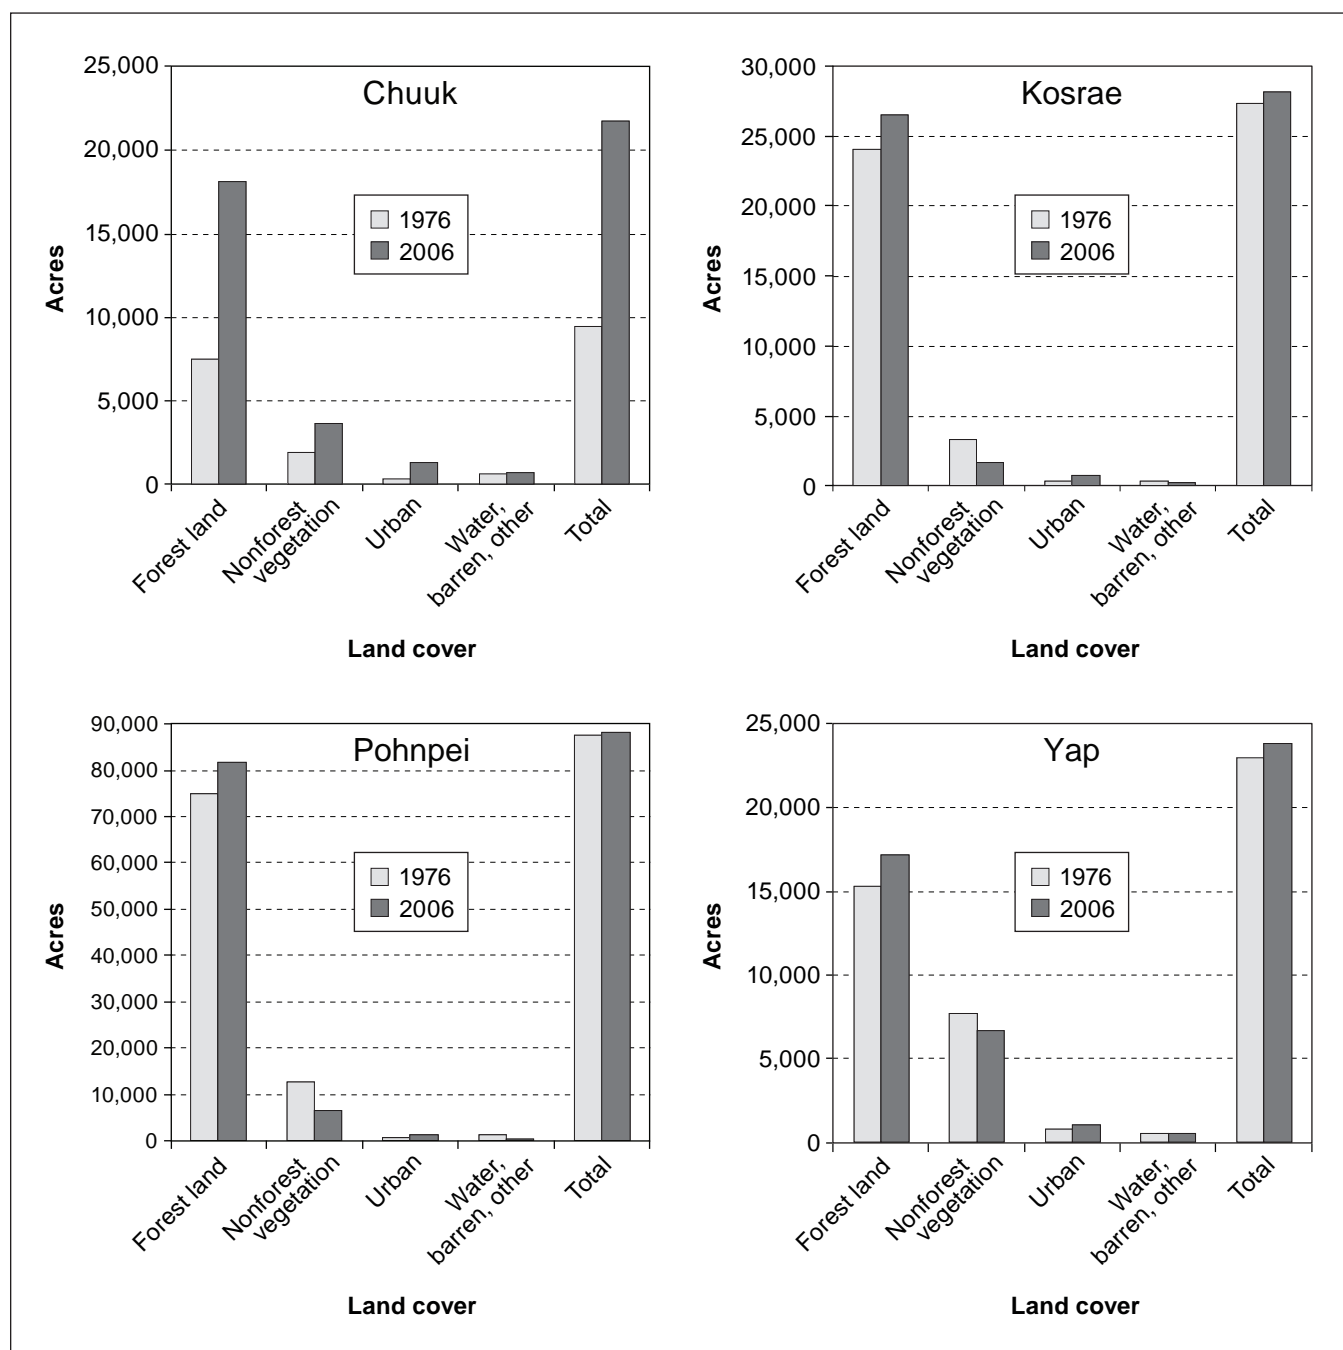 Chuuk
25,000
20,000
15,000
10,000
5,000
0
Acres
1976
2006
Forest land
Nonforest
vegetation
Urban
Water,
barren, other
Total
Land cover
Kosrae
30,000
25,000
20,000
15,000
10,000
5,000
0
Acres
1976
2006
Forest land
Nonforest
vegetation
Urban
Water,
barren, other
Total
Land cover
Pohnpei
90,000
80,000
70,000
60,000
50,000
40,000
30,000
20,000
10,000
0
Acres
1976
2006
Forest land
Nonforest
vegetation
Urban
Water,
barren, other
Total
Land cover
Yap
25,000
20,000
15,000
10,000
5,000
0
Acres
1976
2006
Forest land
Nonforest
vegetation
Urban
Water,
barren, other
Total
Land cover